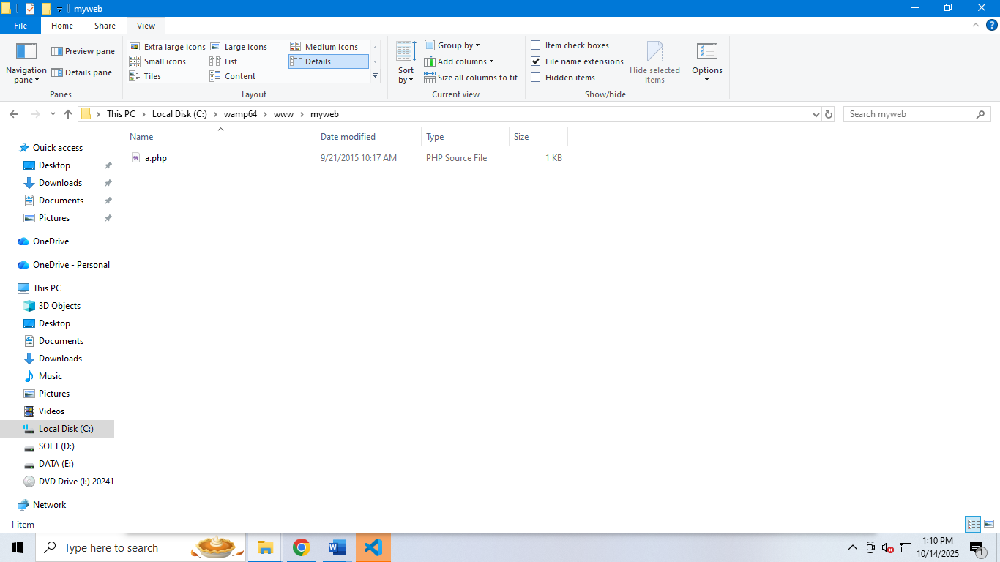 myweb
File Home Share View
Navigation pane
Preview pane
Details pane
Panes
Extra large icons Large icons Medium icons
Small icons List Details
Tiles Content
Layout
Sort by
Group by
Add columns
Size all columns to fit
Current view
Item check boxes
File name extensions
Hidden items
Hide selected items
Show/hide
Options
This PC Local Disk (C:) wamp64 www myweb
Search myweb
Name Date modified Type Size
a.php 9/21/2015 10:17 AM PHP Source File 1 KB
Quick access
Desktop
Downloads
Documents
Pictures
OneDrive
OneDrive - Personal
This PC
3D Objects
Desktop
Documents
Downloads
Music
Pictures
Videos
Local Disk (C:)
SOFT (D:)
DATA (E:)
DVD Drive (I:) 20241
Network
1 item
Type here to search
1:10 PM
10/14/2025
1